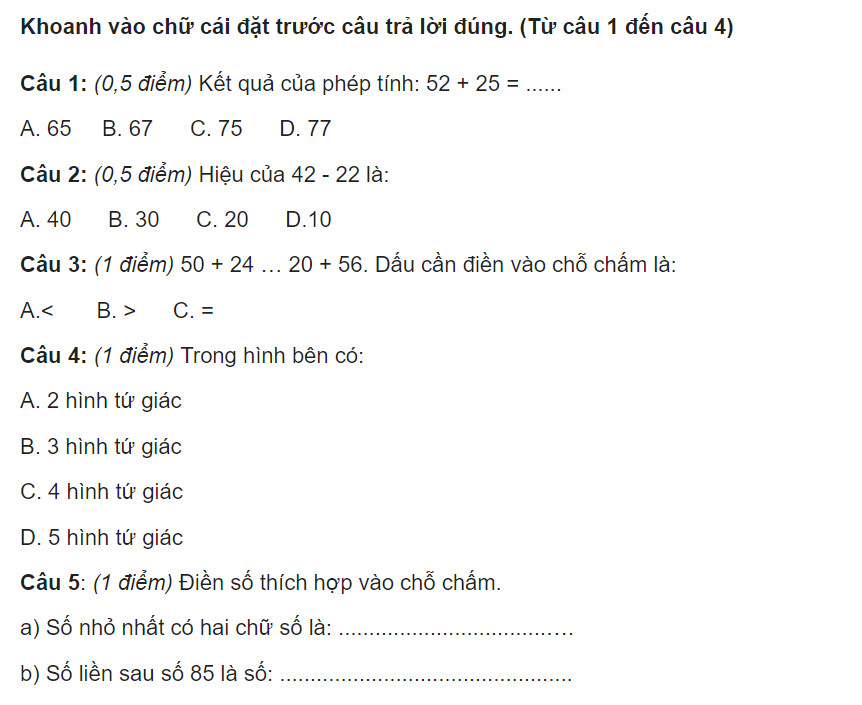 Khoanh vào chữ cái đặt trước câu trả lời đúng. (Từ câu 1 đến câu 4)
Câu 1: (0,5 điểm) Kết quả của phép tính: 52 + 25 = ......
A. 65 B. 67 C. 75 D. 77
Câu 2: (0,5 điểm) Hiệu của 42 - 22 là:
A. 40 B. 30 C. 20 D.10
Câu 3: (1 điểm) 50 + 24 … 20 + 56. Dấu cần điền vào chỗ chấm là:
A.< B. > C. =
Câu 4: (1 điểm) Trong hình bên có:
A. 2 hình tứ giác
B. 3 hình tứ giác
C. 4 hình tứ giác
D. 5 hình tứ giác
Câu 5: (1 điểm) Điền số thích hợp vào chỗ chấm.
a) Số nhỏ nhất có hai chữ số là: ......................................
b) Số liền sau số 85 là số: ................................................